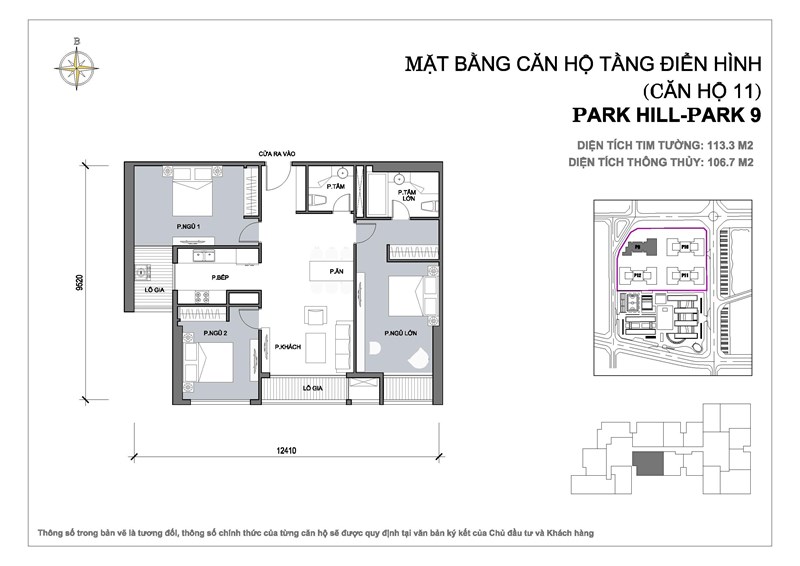 B
MẶT BẰNG CĂN HỘ TẦNG ĐIỂN HÌNH
(CĂN HỘ 11)
PARK HILL-PARK 9
DIỆN TÍCH TIM TƯỜNG: 113.3 M2
DIỆN TÍCH THÔNG THỦY: 106.7 M2
CỬA RA VÀO
P.TẮM
P.TẮM
LỚN
P.NGỦ 1
P.BẾP
P.ĂN
LÔ GIA
P.NGỦ 2
P.KHÁCH
P.NGỦ LỚN
LÔ GIA
9520
12410
P9
P10
P12
P11
Thông số trong bản vẽ là tương đối, thông số chính thức của từng căn hộ sẽ được quy định tại văn bản ký kết của Chủ đầu tư và Khách hàng